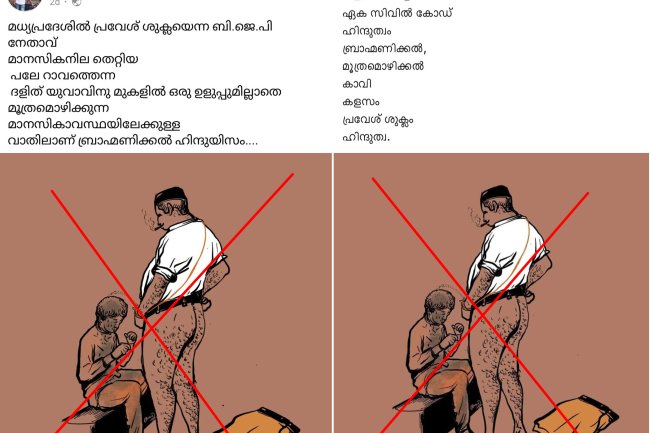 2d
മധ്യപ്രദേശിൽ പ്രവേശ് ശുക്ലയെന്ന ബി.ജെ.പി
നേതാവ്
മാനസികനില തെറ്റിയ
പലേ റാവത്തെന്ന
ദളിത് യുവാവിനു മുകളിൽ ഒരു ഉളുപ്പുമില്ലാതെ
മൂത്രമൊഴിക്കുന്ന
മാനസികാവസ്ഥയിലേക്കുള്ള
വാതിലാണ് ബ്രാഹ്മണിക്കൽ ഹിന്ദുയിസം....
ഏക സിവിൽ കോഡ്
ഹിന്ദുത്വം
ബ്രാഹ്മണിക്കൽ,
മൂത്രമൊഴിക്കൽ
കാവി
കളസം
പ്രവേശ് ശുക്ലം
ഹിന്ദുത്വ.